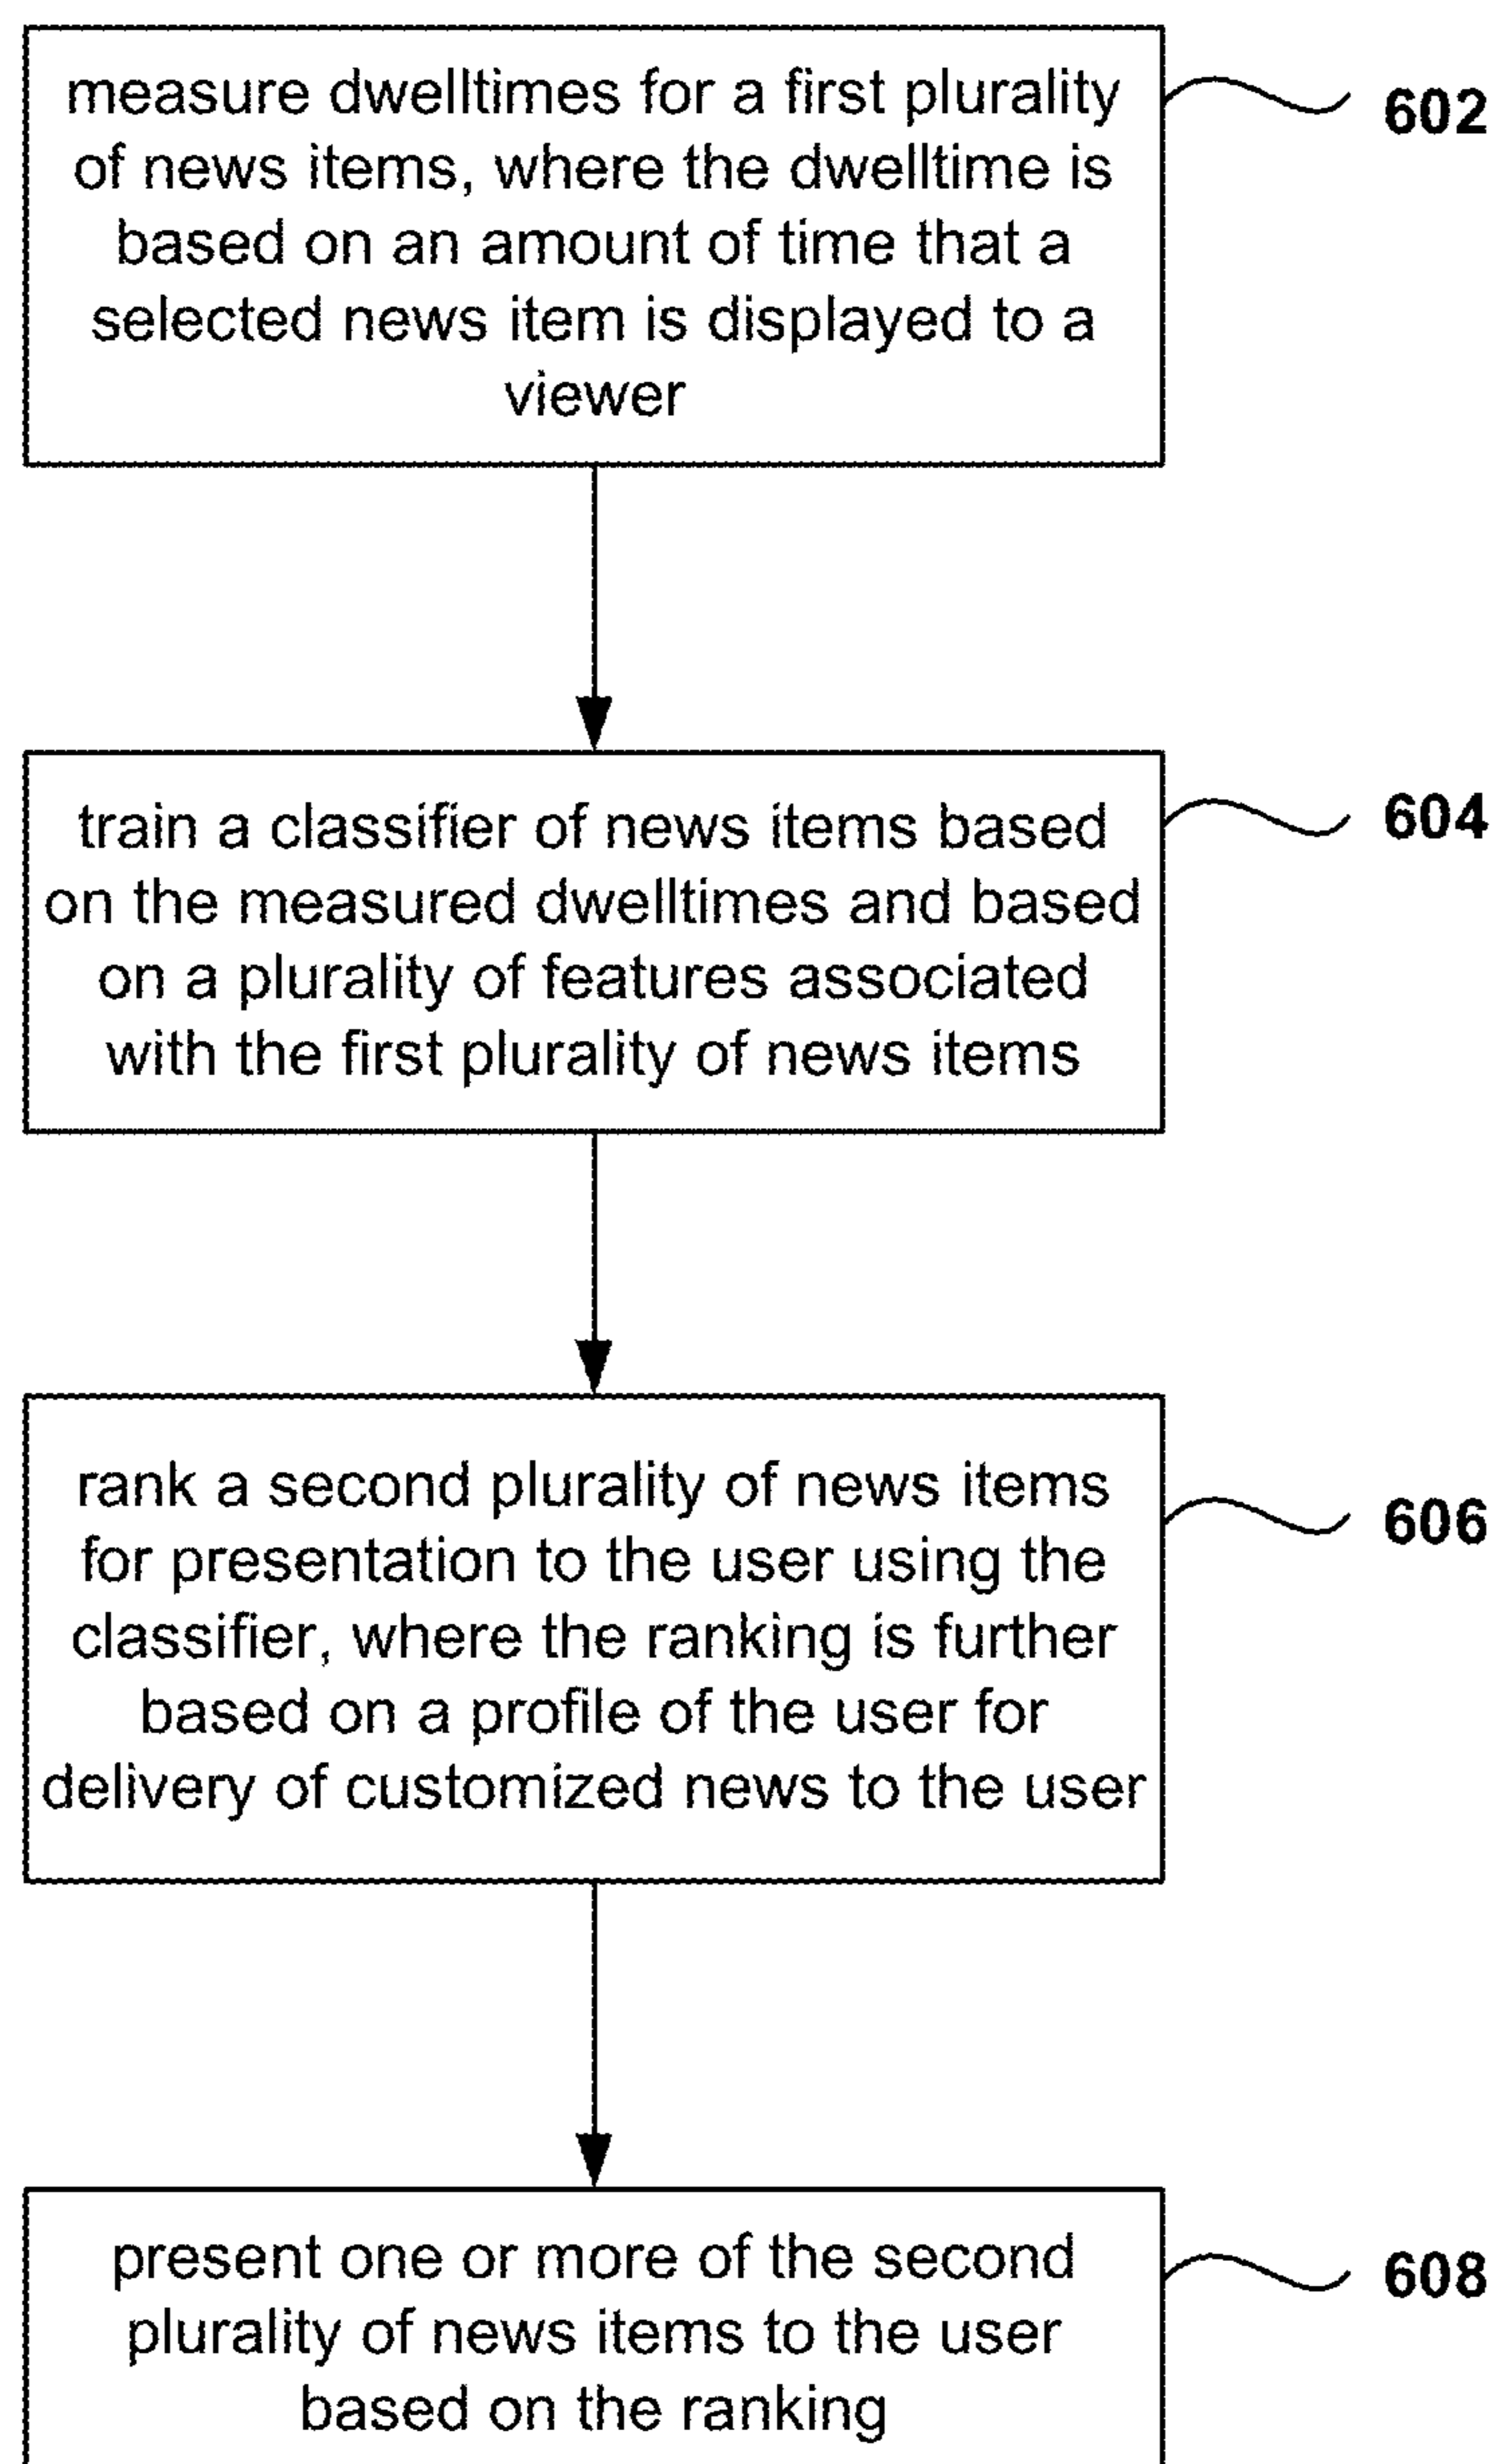 measure dwelltimes for a first plurality
of news items, where the dwelltime is
based on an amount of time that a
selected news item is displayed to a
viewer
602
train a classifier of news items based
on the measured dwelltimes and based
on a plurality of features associated
with the first plurality of news items
604
rank a second plurality of news items
for presentation to the user using the
classifier, where the ranking is further
based on a profile of the user for
delivery of customized news to the user
606
present one or more of the second
plurality of news items to the user
based on the ranking
608